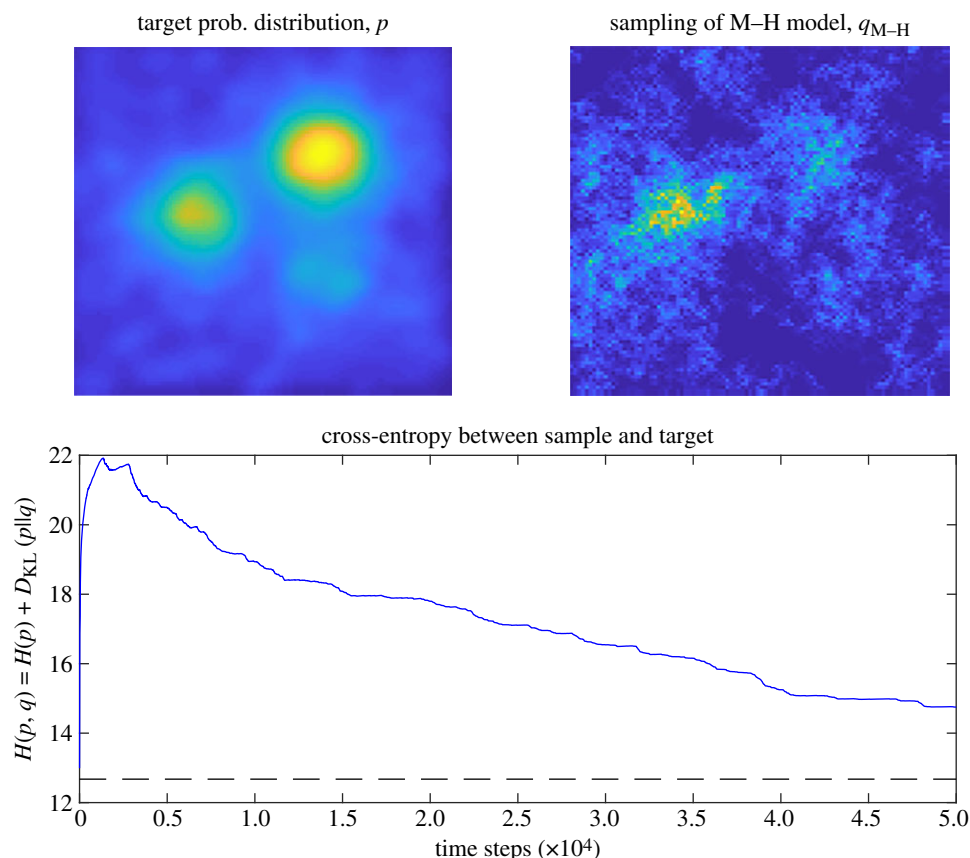 target prob. distribution, p
sampling of M–H model, q_M–H
cross-entropy between sample and target
H(p, q) = H(p) + D_KL (p||q)
22
20
18
16
14
12
0 0.5 1.0 1.5 2.0 2.5 3.0 3.5 4.0 4.5 5.0
time steps (×10⁴)